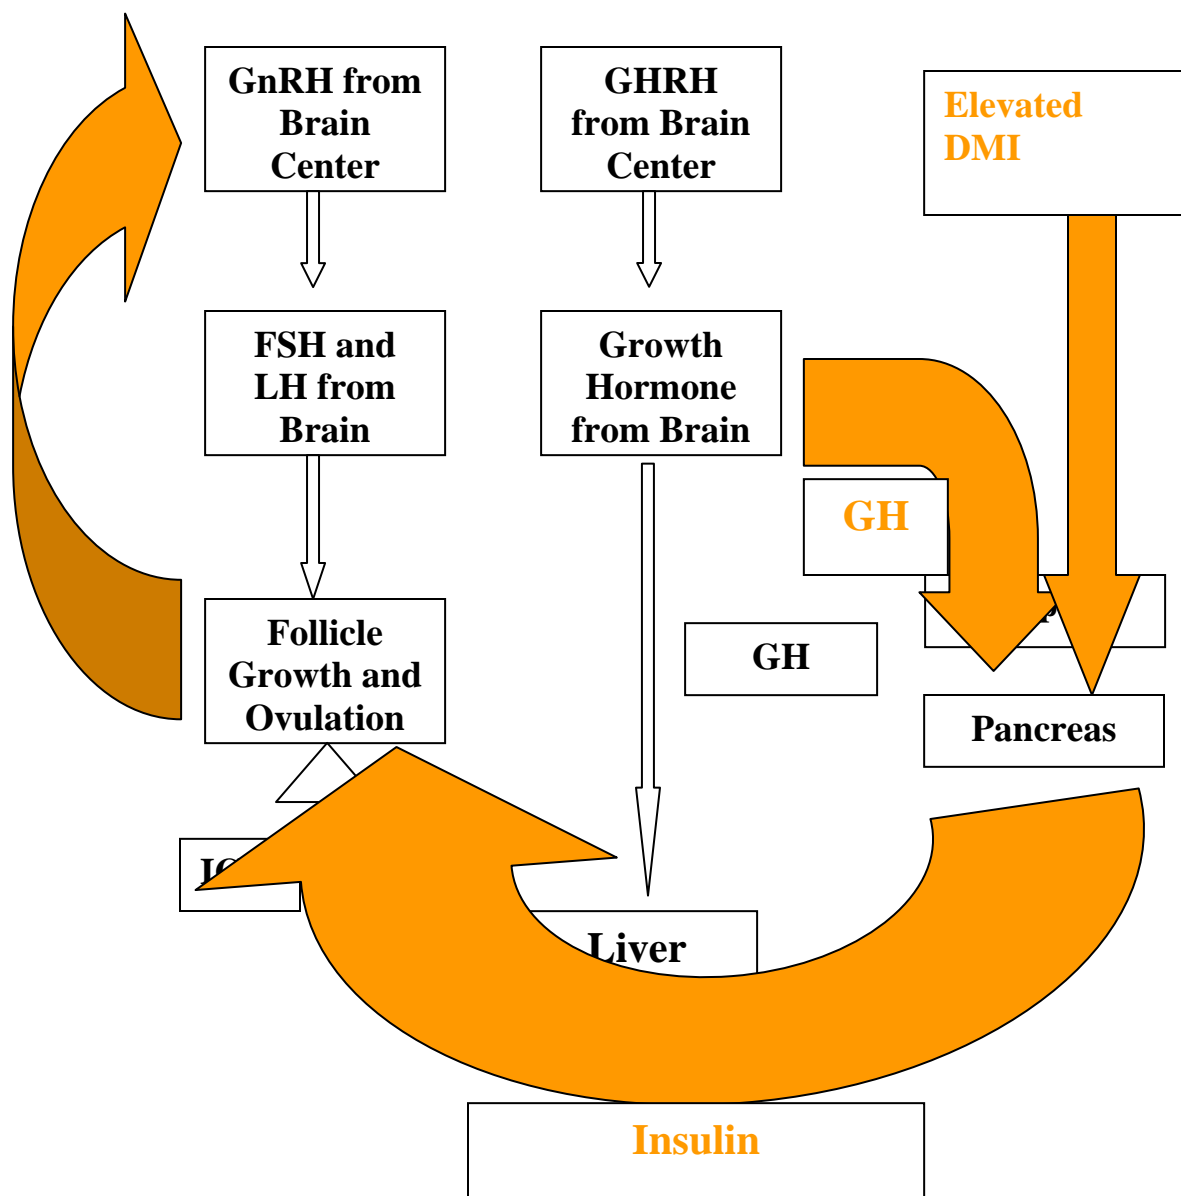 GnRH from
Brain
Center
GHRH
from Brain
Center
Elevated
DMI
FSH and
LH from
Brain
Growth
Hormone
from Brain
GH
Follicle
Growth and
Ovulation
GH
Pancreas
Liver
Insulin